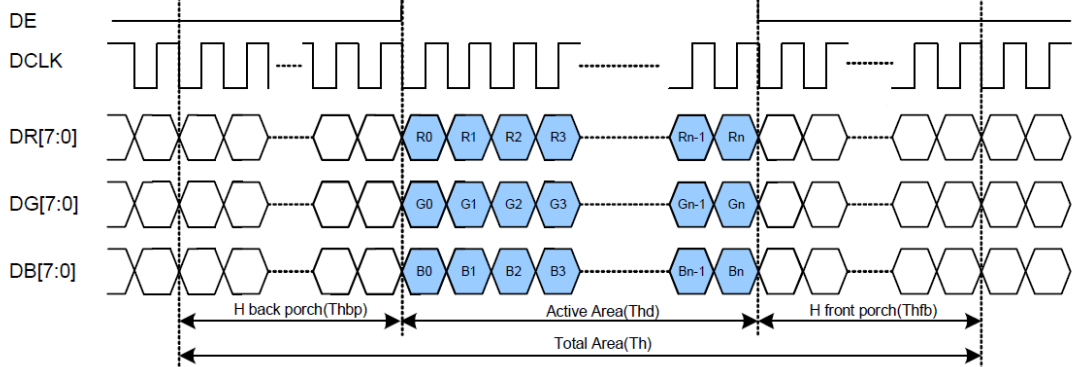 DE
DCLK
DR[7:0] R0 R1 R2 R3 Rn-1 Rn
DG[7:0] G0 G1 G2 G3 Gn-1 Gn
DB[7:0] B0 B1 B2 B3 Bn-1 Bn
H back porch(Thbp) Active Area(Thd) H front porch(Thfb)
Total Area(Th)